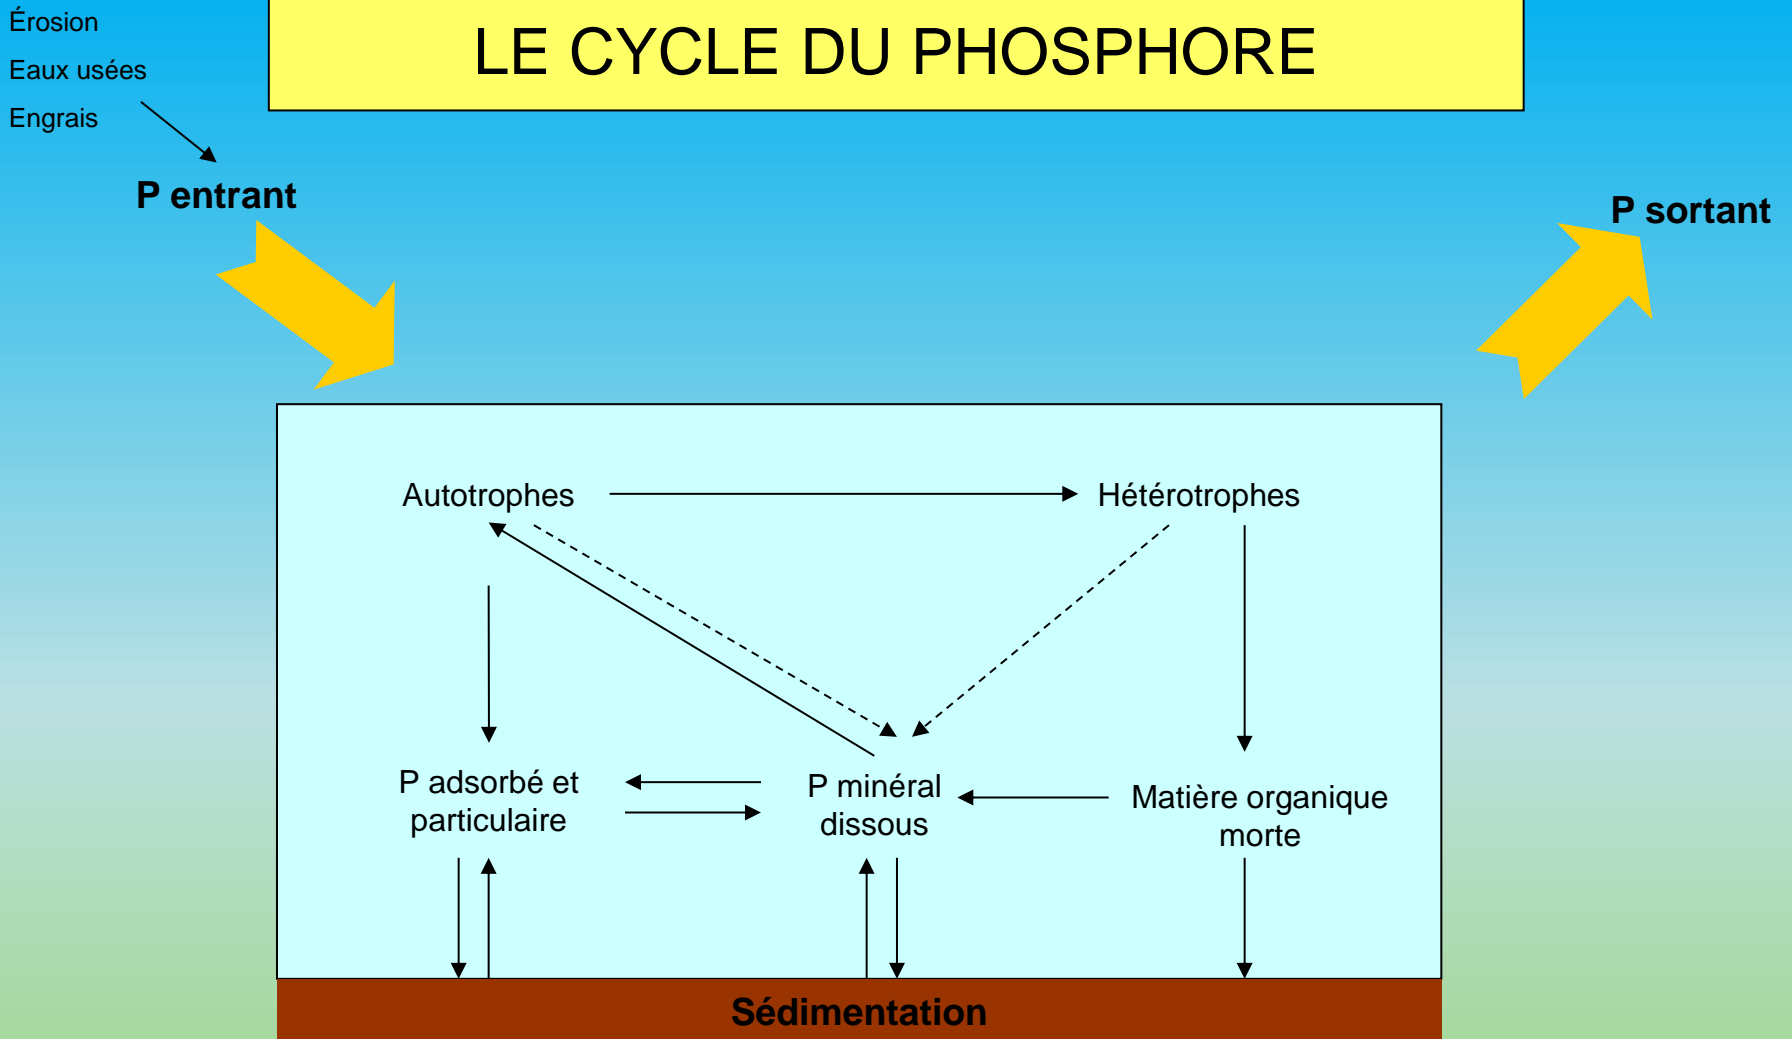 LE CYCLE DU PHOSPHORE
Érosion
Eaux usées
Engrais
P entrant
P sortant
Autotrophes
Hétérotrophes
P adsorbé et
particulaire
P minéral
dissous
Matière organique
morte
Sédimentation